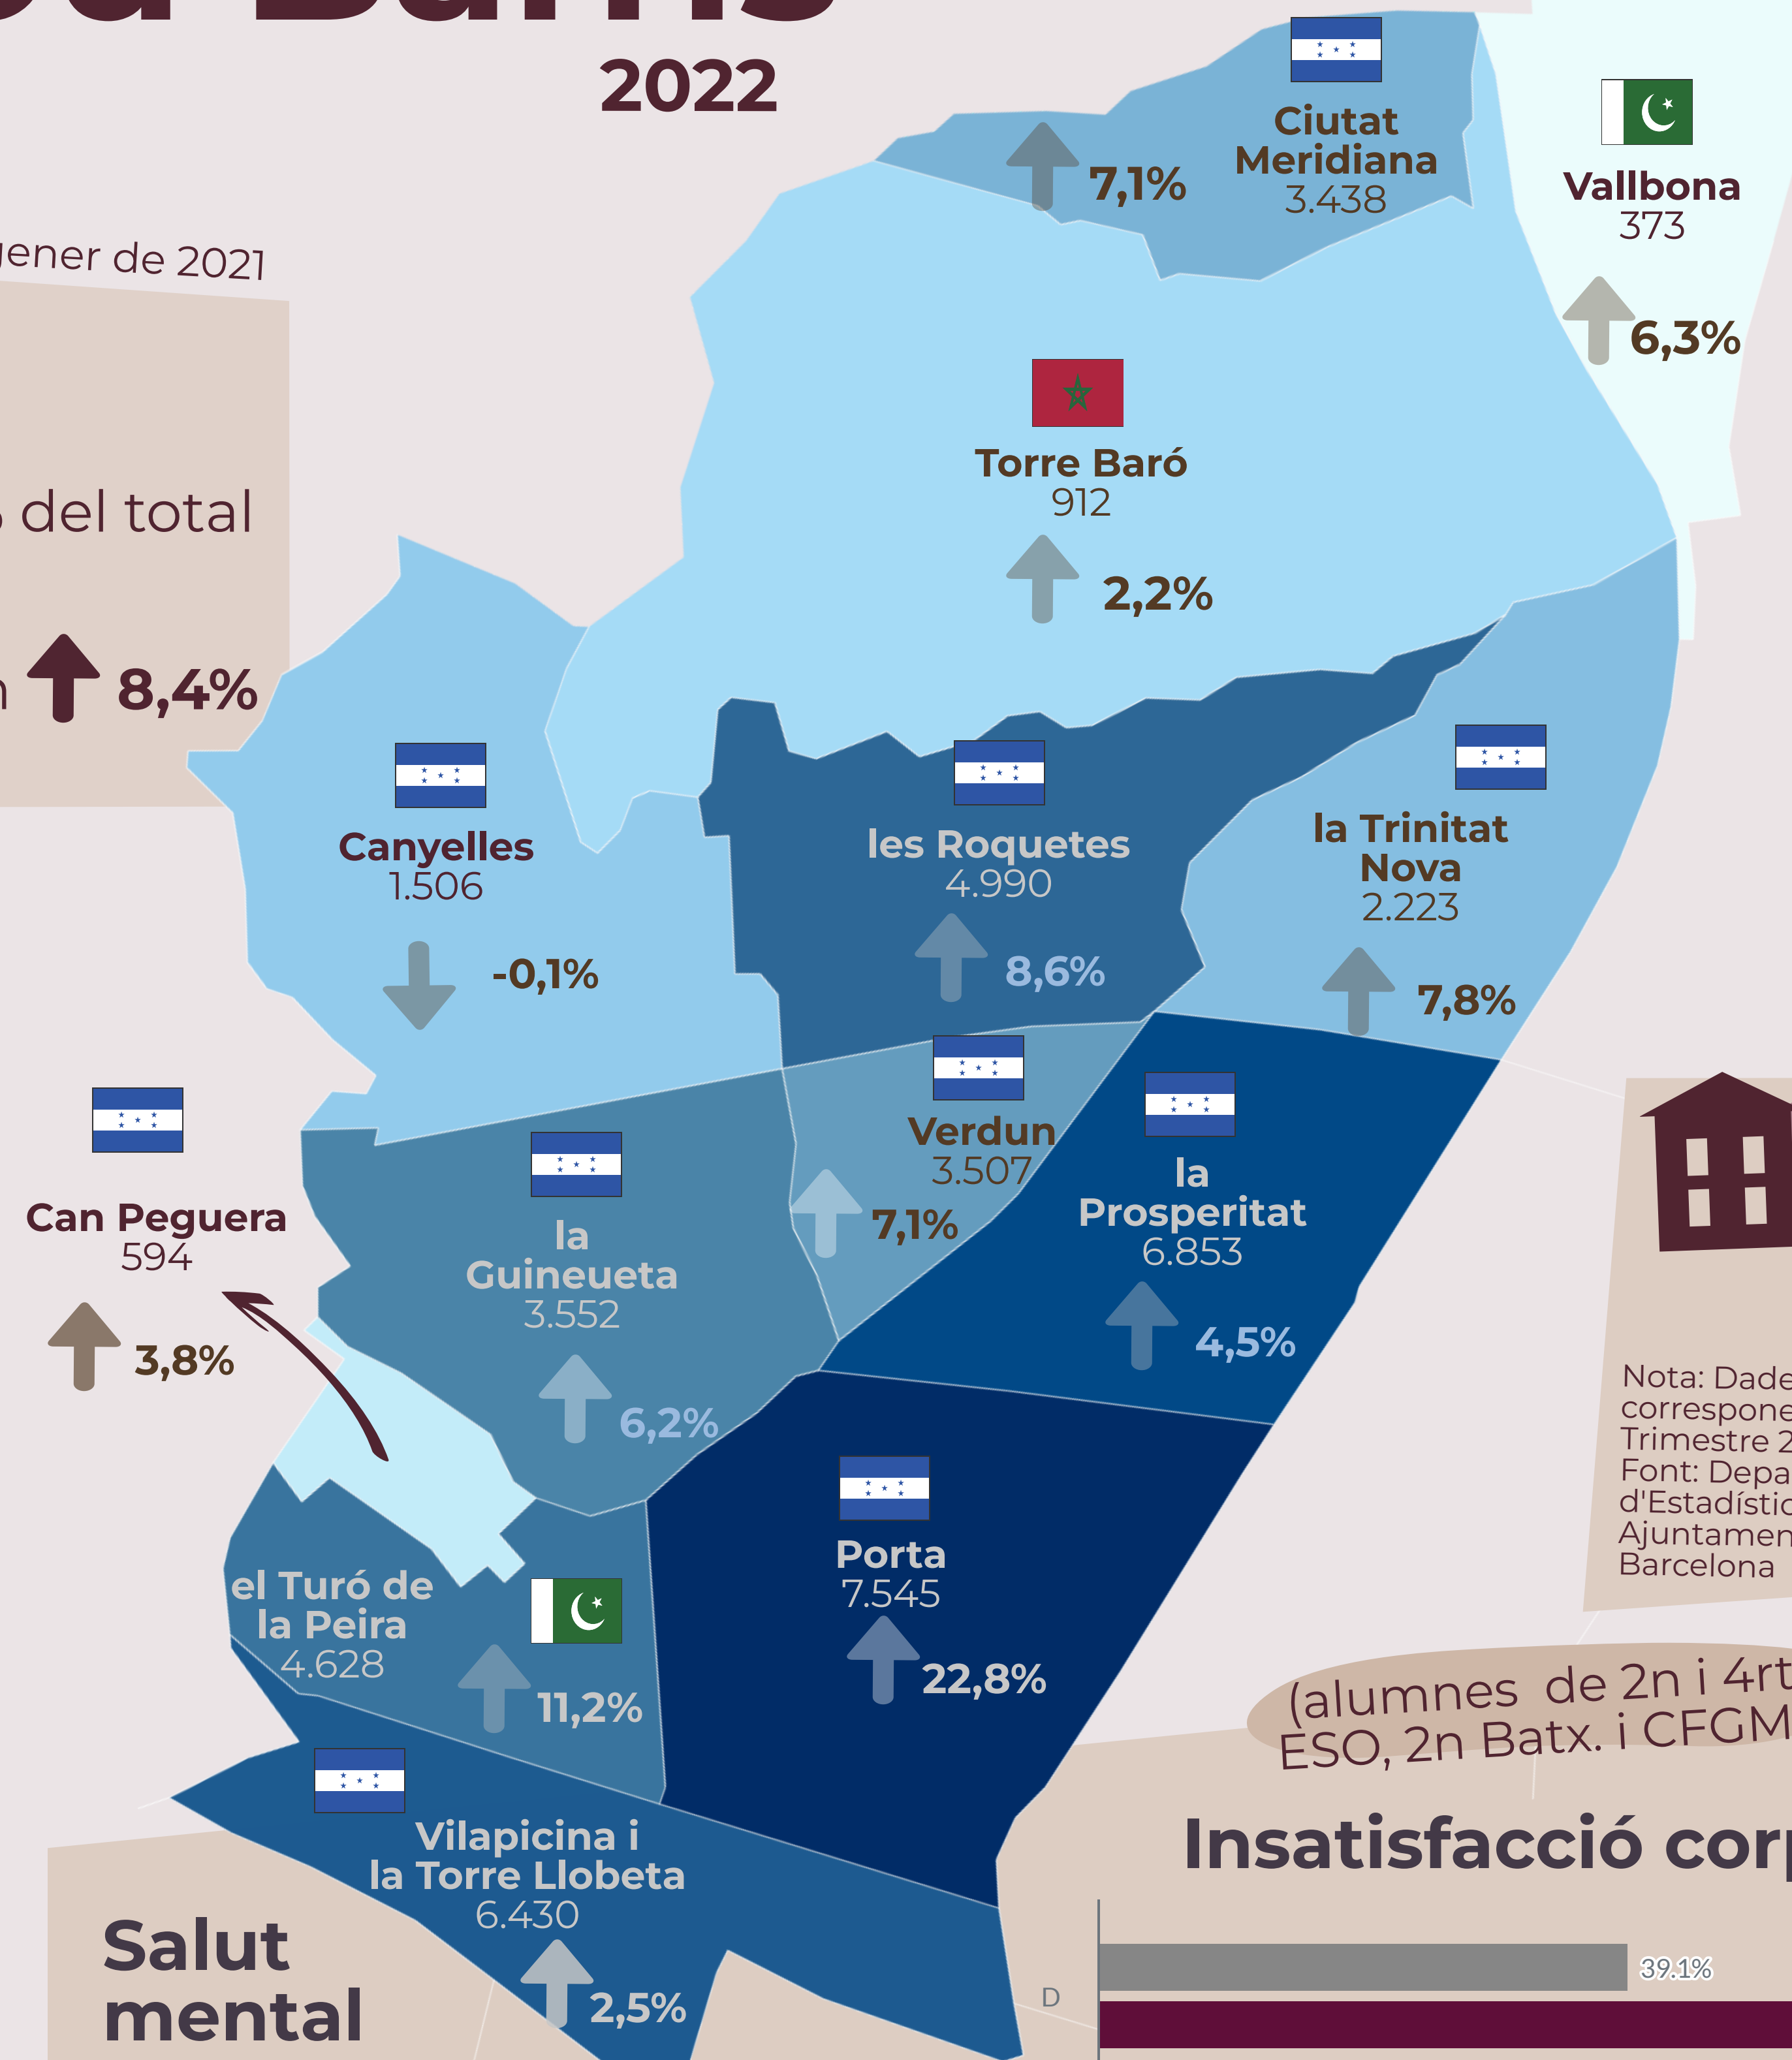 2022
gener de 2021
del total
8,4%
Ciutat
Meridiana
3.438
7,1%
Vallbona
373
6,3%
Torre Baró
912
2,2%
Canyelles
1.506
-0,1%
les Roquetes
4.990
8,6%
la Trinitat
Nova
2.223
7,8%
Can Peguera
594
3,8%
la
Guineueta
3.552
6,2%
Verdun
3.507
7,1%
la
Prosperitat
6.853
4,5%
Porta
7.545
22,8%
el Turó de
la Peira
4.628
11,2%
Vilapicina i
la Torre Llobeta
6.430
2,5%
Nota: Dade
correspone
Trimestre 2
Font: Depa
d'Estadístic
Ajuntamen
Barcelona
(alumnes de 2n i 4rt
ESO, 2n Batx. i CFGM
Insatisfacció corp
39.1%
D
Salut
mental